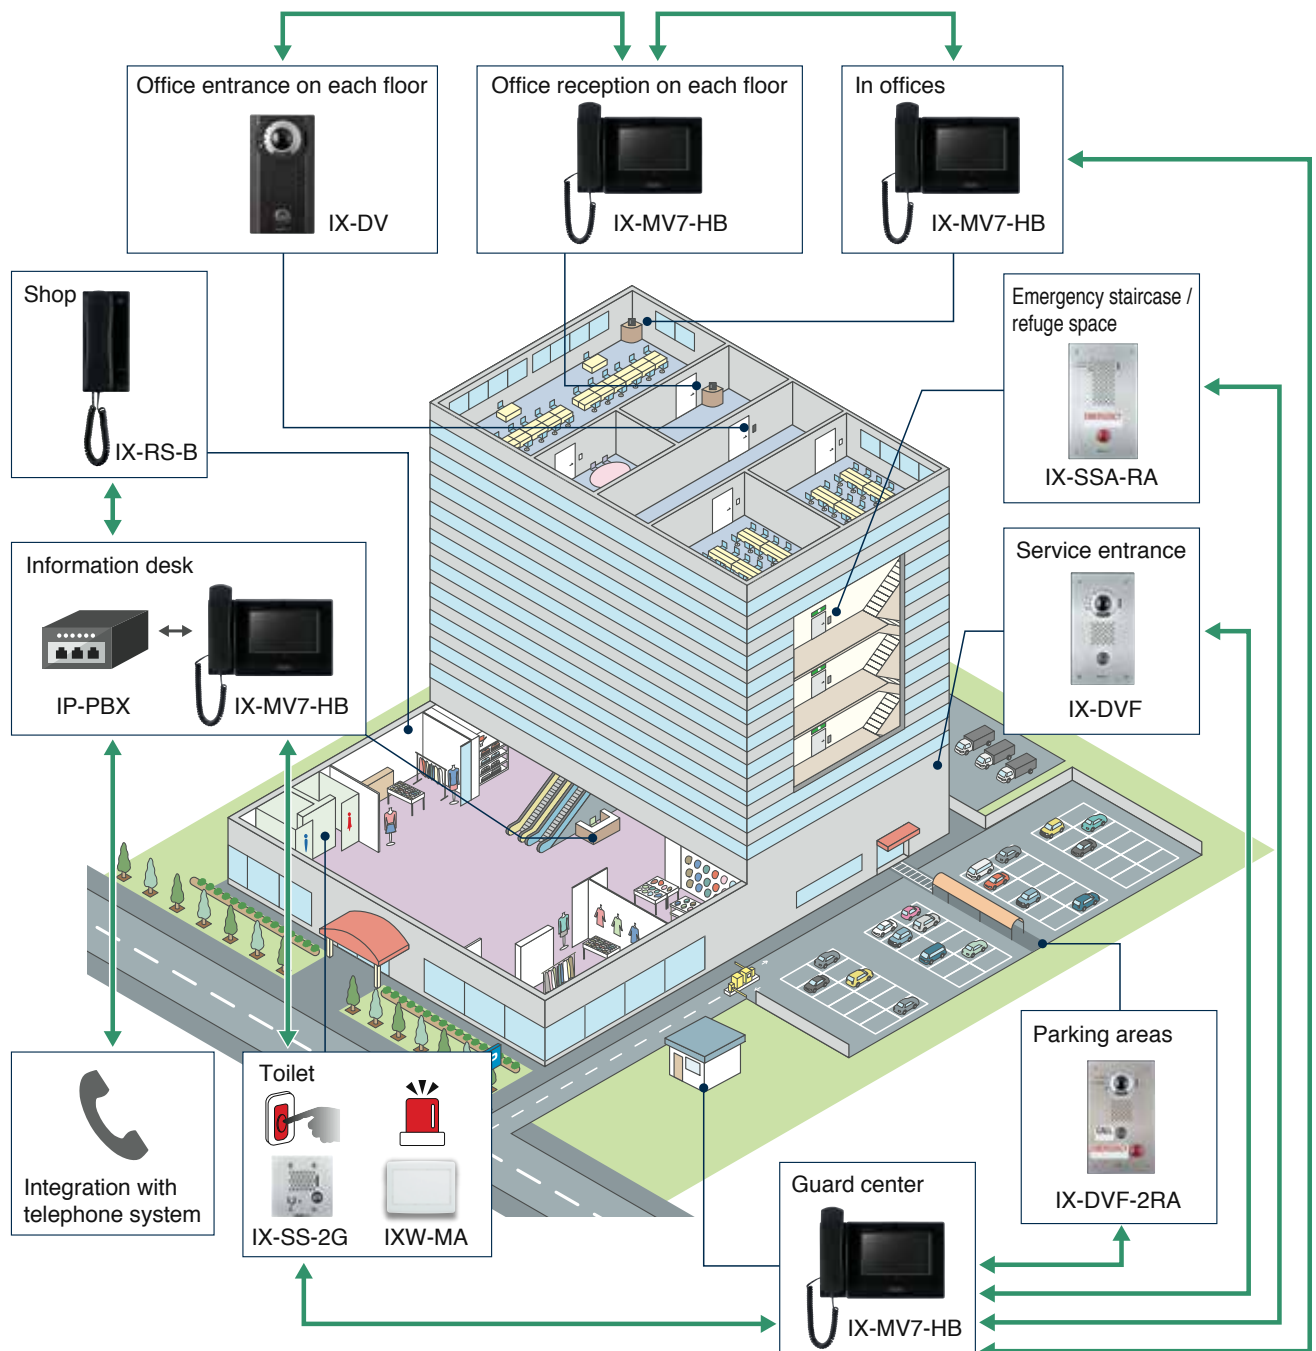 Office entrance on each floor
IX-DV
Office reception on each floor
IX-MV7-HB
In offices
IX-MV7-HB
Shop
IX-RS-B
Emergency staircase /
refuge space
EMERGENCY
IX-SSA-RA
Information desk
IP-PBX
IX-MV7-HB
Service entrance
IX-DVF
Integration with
telephone system
Toilet
IX-SS-2G
IXW-MA
Parking areas
CALL
EMERGENCY
IX-DVF-2RA
Guard center
IX-MV7-HB